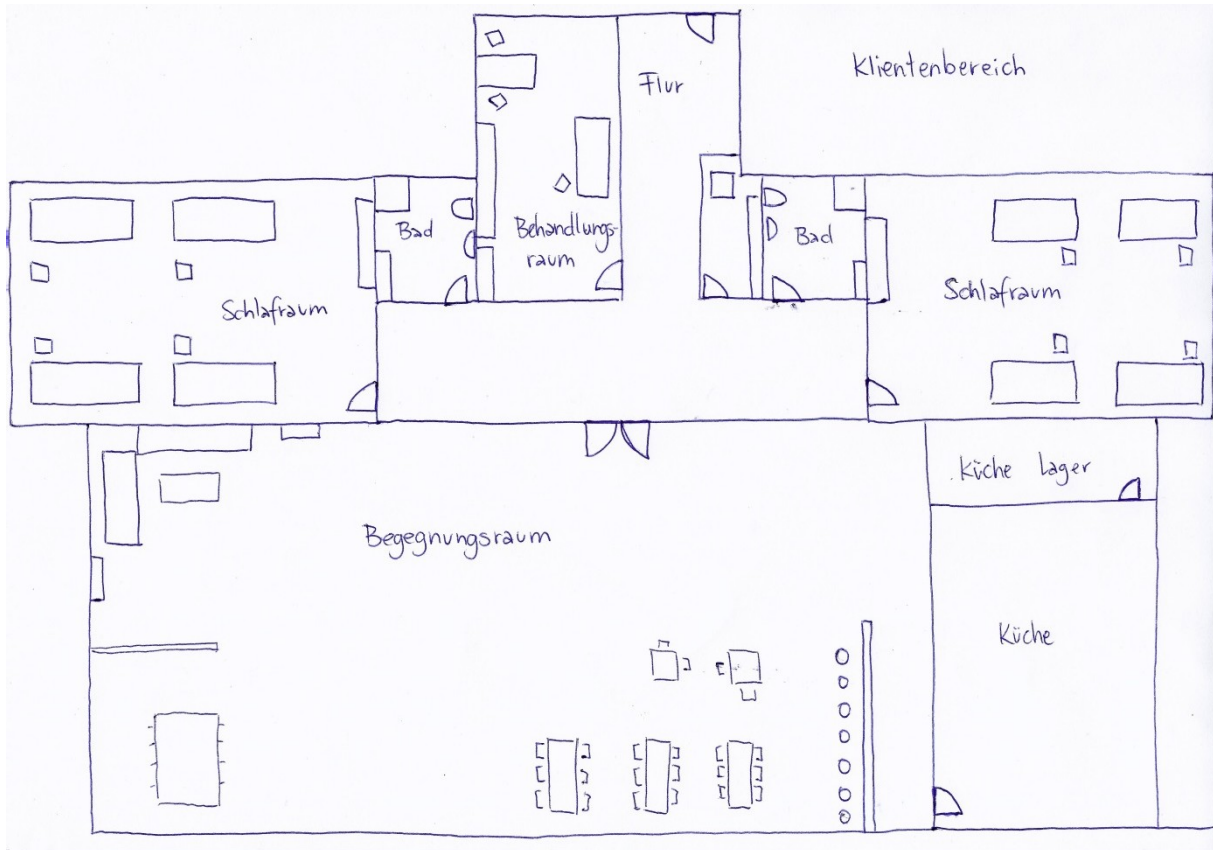 Klientenbereich
Flur
Bad
Behandlungs-
raum
Bad
Schlafraum
Schlafraum
Küche Lager
Begegnungsraum
Küche